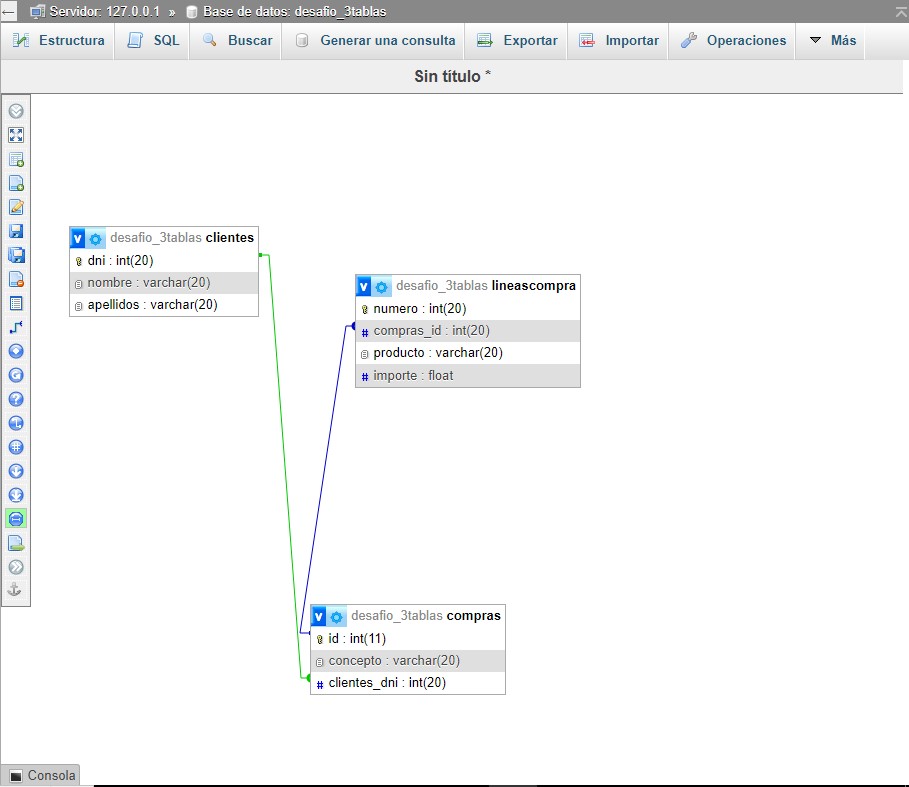 Servidor: 127.0.0.1 » Base de datos: desafio_3tablas
Estructura SQL Buscar Generar una consulta Exportar Importar Operaciones Más
Sin título *
desafio_3tablas clientes
dni : int(20)
nombre : varchar(20)
apellidos : varchar(20)
desafio_3tablas lineascompra
numero : int(20)
# compras_id : int(20)
producto : varchar(20)
# importe : float
desafio_3tablas compras
id : int(11)
concepto : varchar(20)
# clientes_dni : int(20)
Consola